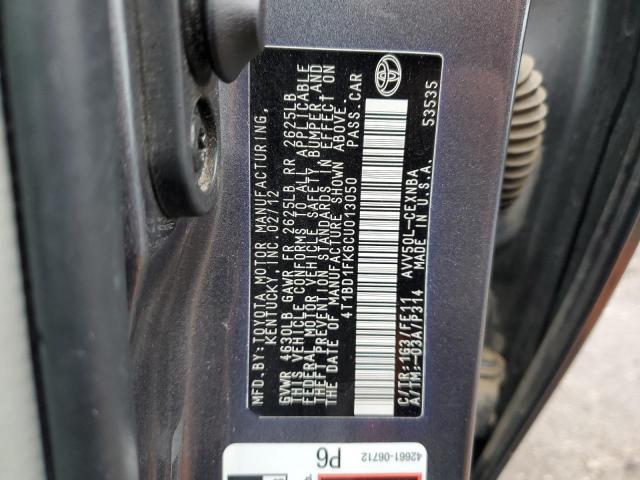 MFD.BY:TOYOTA MOTOR MANUFACTURING,
KENTUCKY, INC.02/12
GVWR 4630LB GAWR FR 2625LB RR 2625LB
THIS VEHICLE CONFORMS TO ALL APPLICABLE
FEDERAL MOTOR VEHICLE SAFETY, BUMPER, AND
THEFT PREVENTION STANDARDS IN EFFECT ON
THE DATE OF MANUFACTURE SHOWN ABOVE.
4T1BD1FK6CU013050 PASS.CAR
C/TR:1G3/FE11 AVV50L-CEXNBA
A/TM:-03A/P314 MADE IN U.S.A.
53535
P6
42661-06712